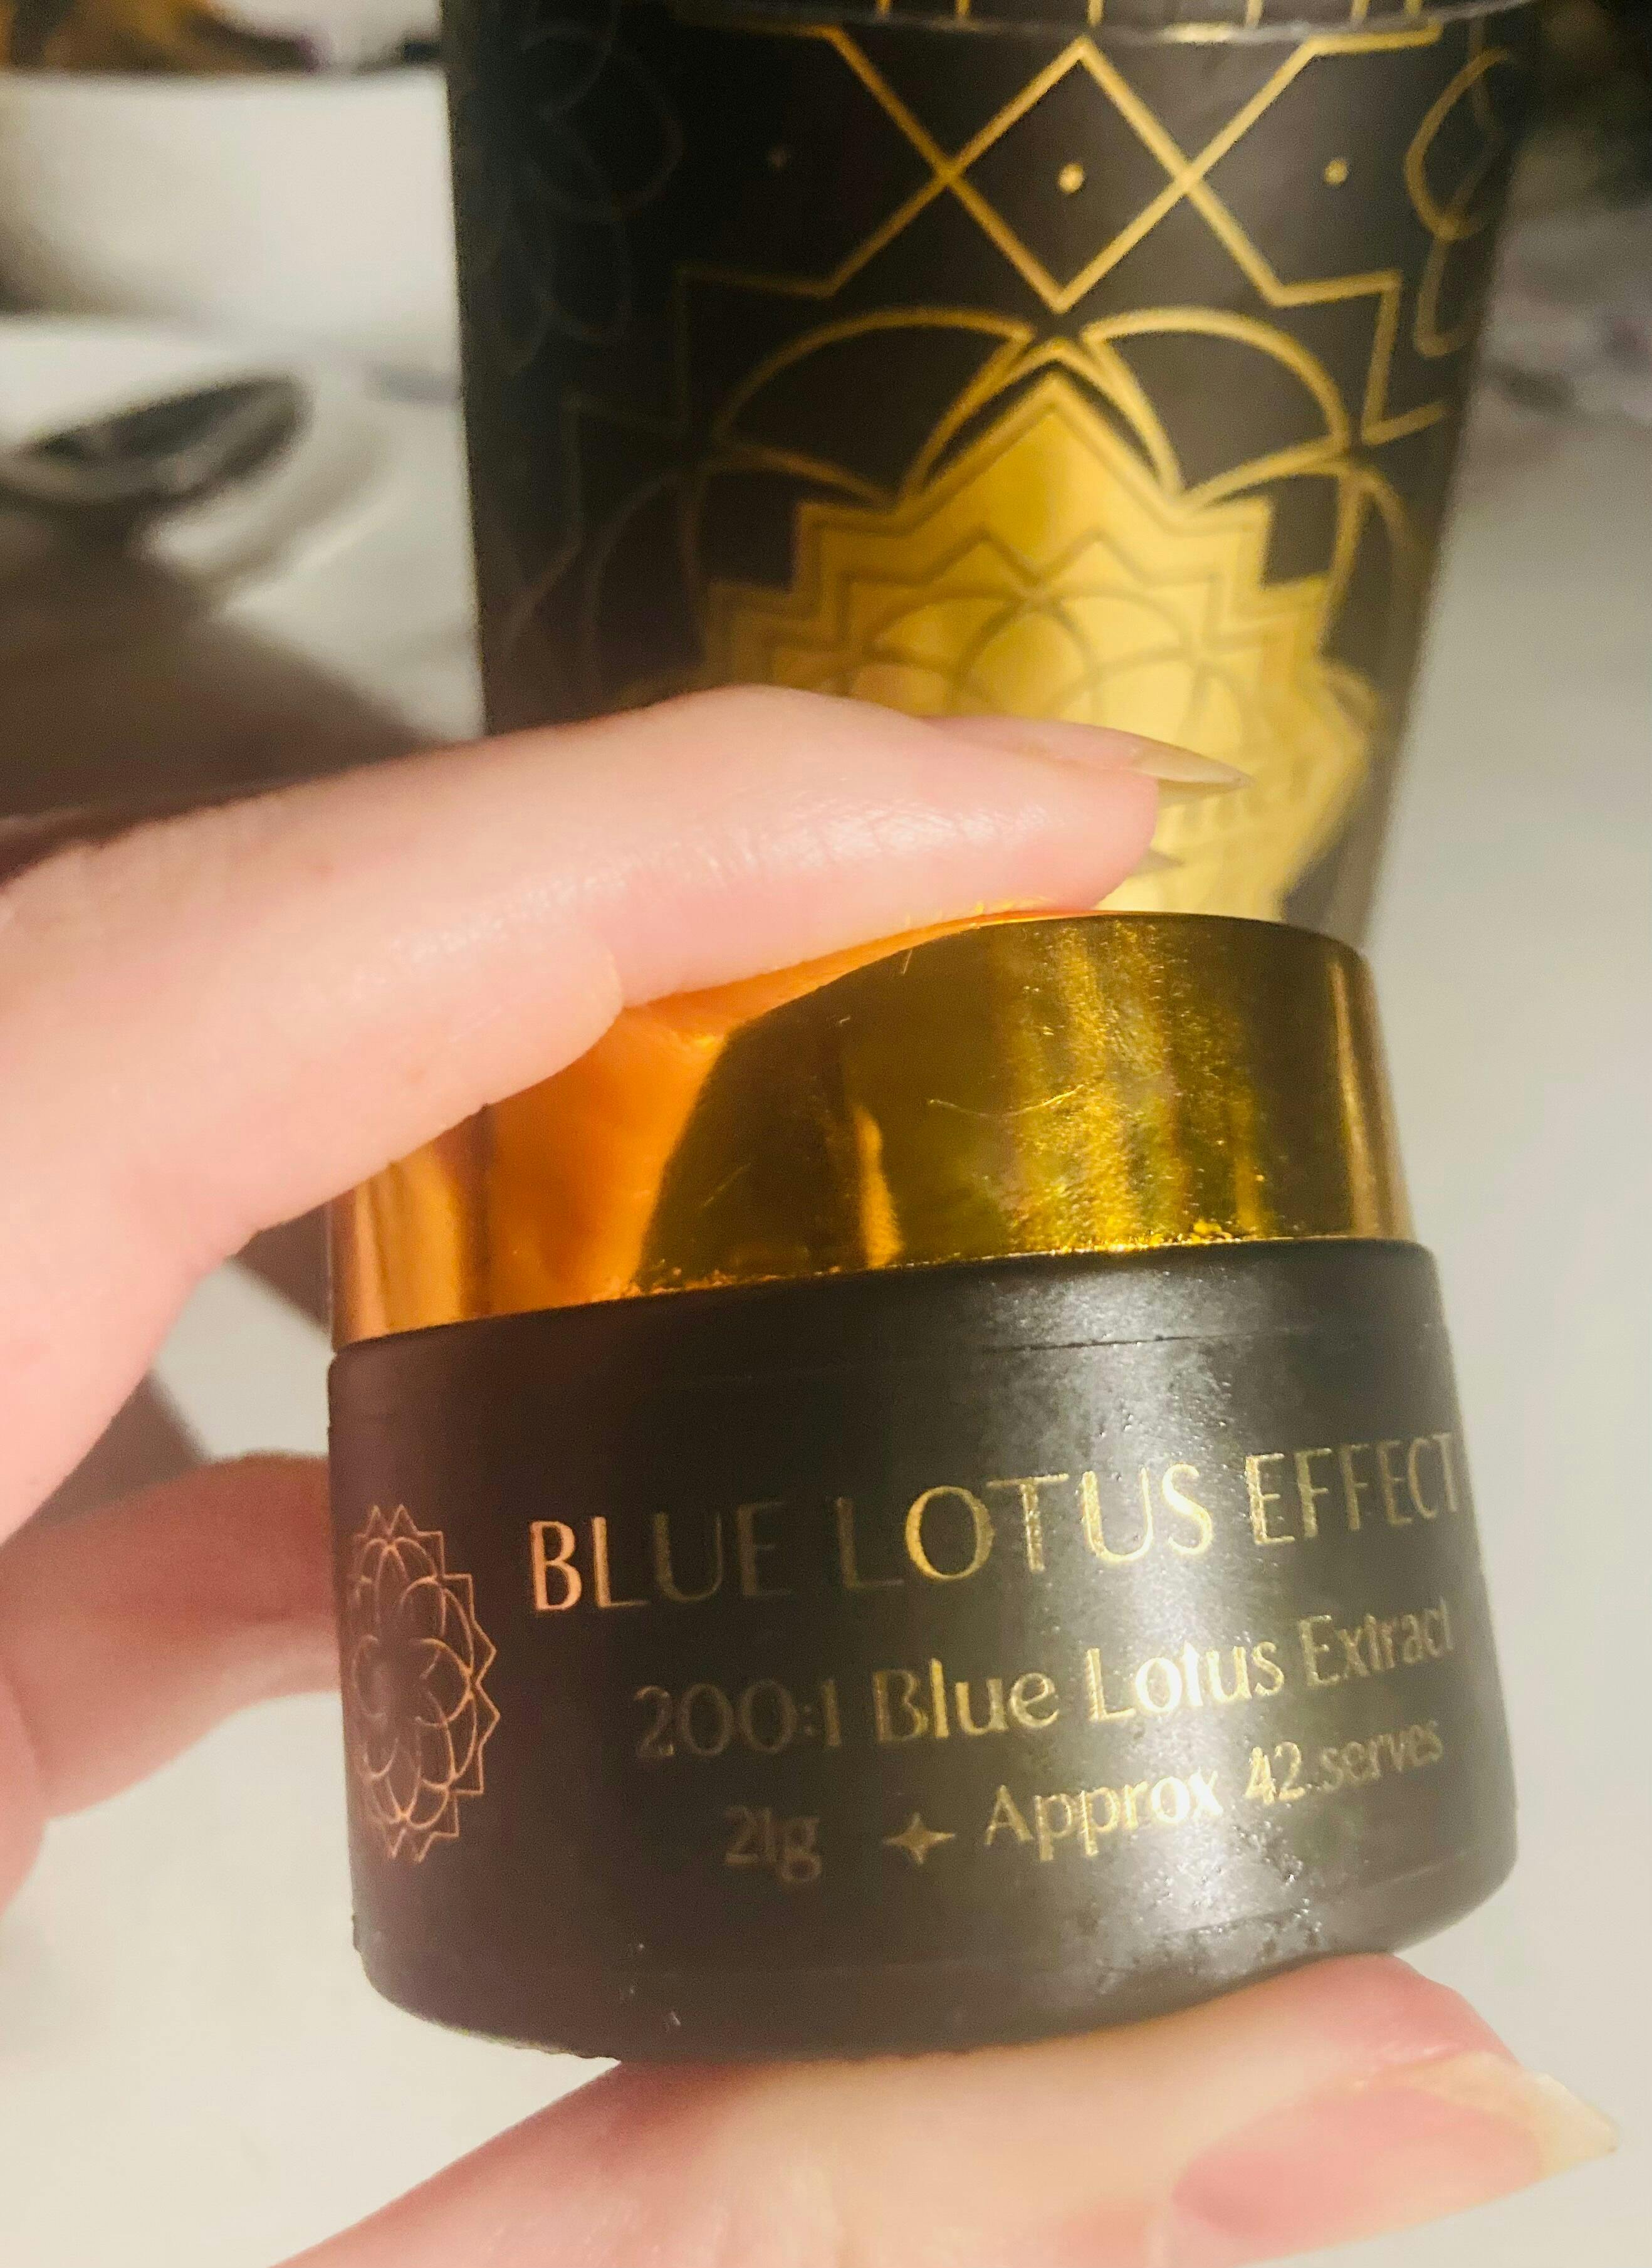 BLUE LOTUS EFFECT
200:1 Blue Lotus Extract
21g ✦ Approx 42 serves